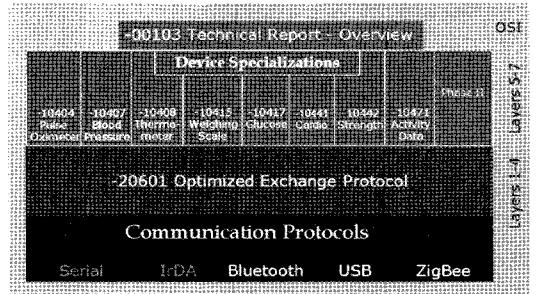 -00103 Technical Report - Overview
OSI
Device Specializations
Layers 5-7
Phase II
-10404 Pulse Oximeter
-10407 Blood Pressure
-10408 Thermo- meter
-10415 Weighing Scale
-10417 Glucose
-10441 Cardio
-10442 Strength
-10471 Activity Data
-20601 Optimized Exchange Protocol
Layers 1-4
Communication Protocols
Serial IrDA Bluetooth USB ZigBee